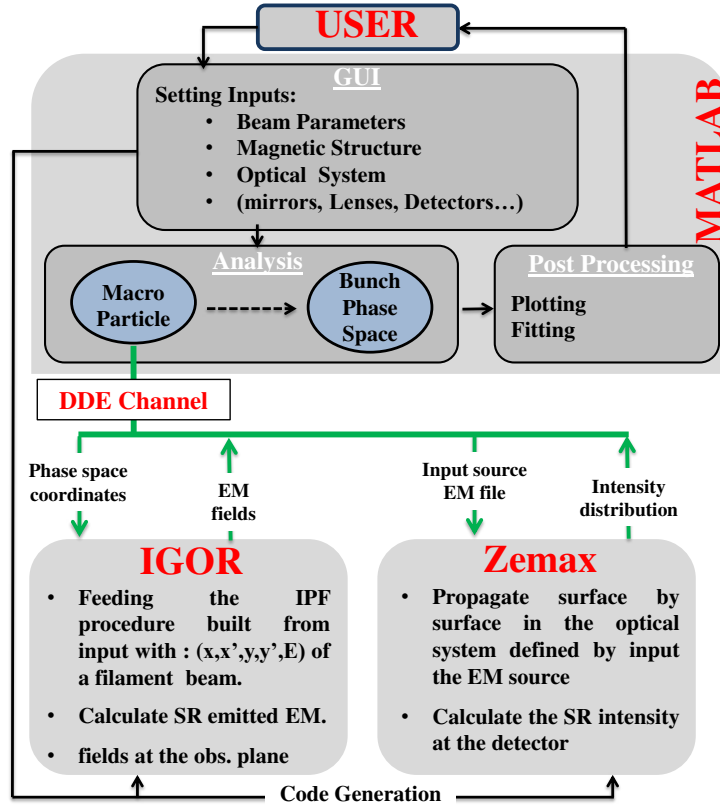 USER
MATLAB
GUI
Setting Inputs:
• Beam Parameters
• Magnetic Structure
• Optical System
• (mirrors, Lenses, Detectors…)
Analysis
Macro
Particle
Bunch
Phase
Space
Post Processing
Plotting
Fitting
DDE Channel
Phase space
coordinates
EM
fields
Input source
EM file
Intensity
distribution
IGOR
• Feeding the IPF
procedure built from
input with : (x,x’,y,y’,E) of
a filament beam.
• Calculate SR emitted EM.
• fields at the obs. plane
Zemax
• Propagate surface by
surface in the optical
system defined by input
the EM source
• Calculate the SR intensity
at the detector
Code Generation